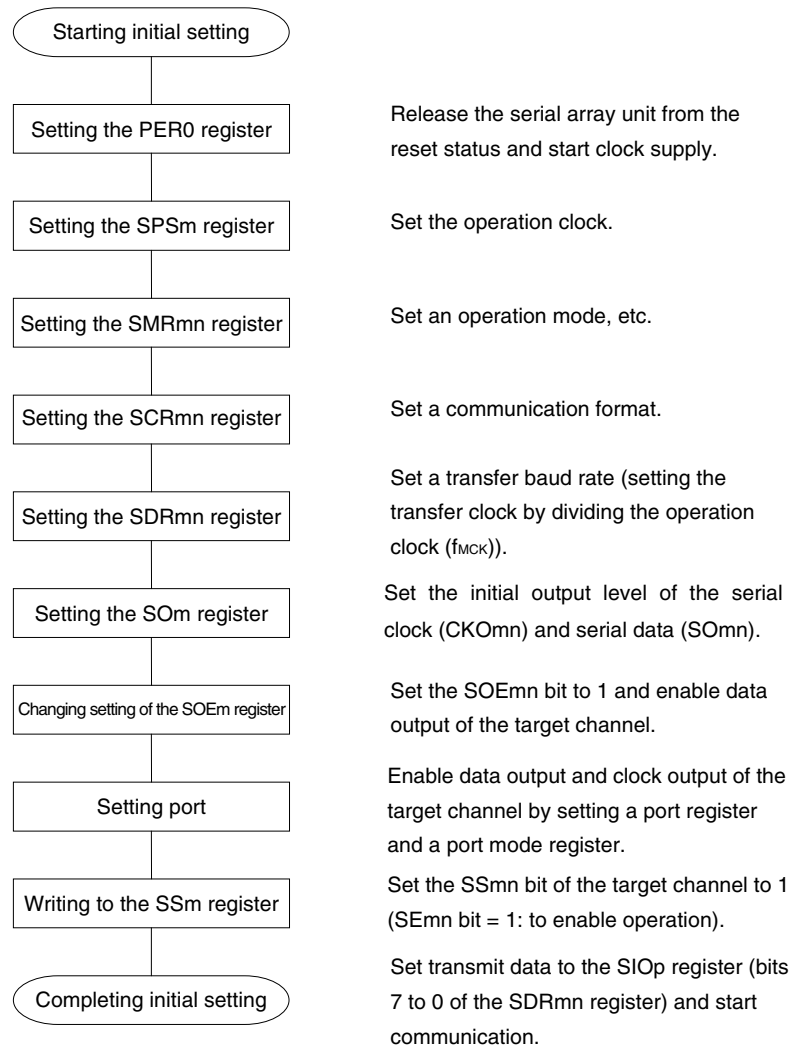 Starting initial setting
Setting the PER0 register
Release the serial array unit from the
reset status and start clock supply.
Setting the SPSm register
Set the operation clock.
Setting the SMRmn register
Set an operation mode, etc.
Setting the SCRmn register
Set a communication format.
Setting the SDRmn register
Set a transfer baud rate (setting the
transfer clock by dividing the operation
clock (fMCK)).
Setting the SOm register
Set the initial output level of the serial
clock (CKOmn) and serial data (SOmn).
Changing setting of the SOEm register
Set the SOEmn bit to 1 and enable data
output of the target channel.
Setting port
Enable data output and clock output of the
target channel by setting a port register
and a port mode register.
Writing to the SSm register
Set the SSmn bit of the target channel to 1
(SEmn bit = 1: to enable operation).
Completing initial setting
Set transmit data to the SIOp register (bits
7 to 0 of the SDRmn register) and start
communication.